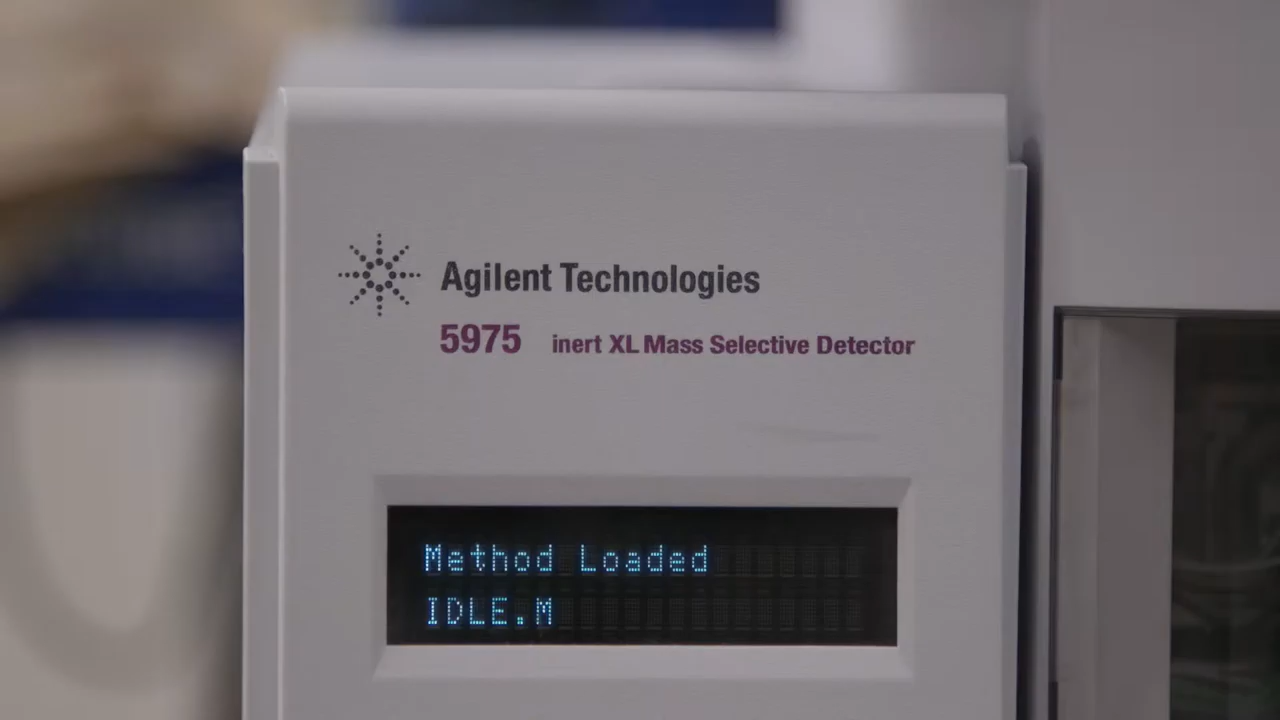 Agilent Technologies
5975 inert XL Mass Selective Detector
Method Loaded
IDLE.M